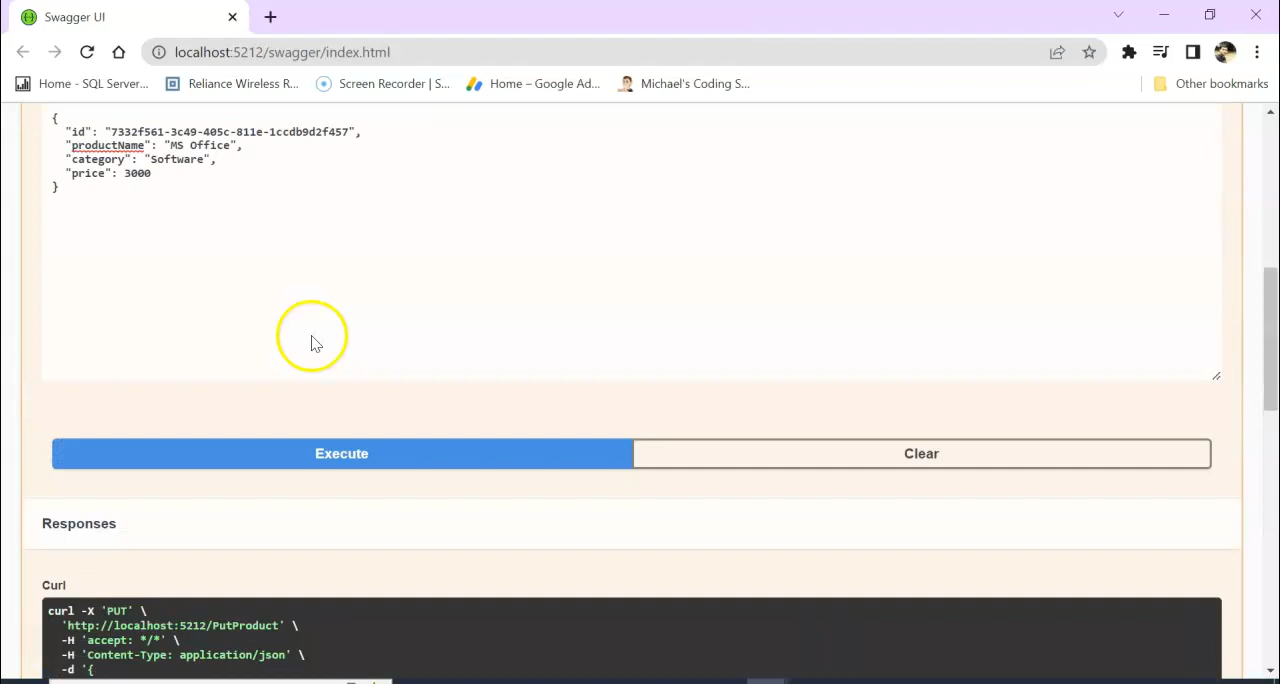 Swagger UI
localhost:5212/swagger/index.html
Home - SQL Server... Reliance Wireless R... Screen Recorder | S... Home – Google Ad... Michael's Coding S... Other bookmarks
{
"id": "7332f561-3c49-405c-811e-1ccdb9d2f457",
"productName": "MS Office",
"category": "Software",
"price": 3000
}
Execute Clear
Responses
Curl
curl -X 'PUT' \
'http://localhost:5212/PutProduct' \
-H 'accept: */*' \
-H 'Content-Type: application/json' \
-d '{